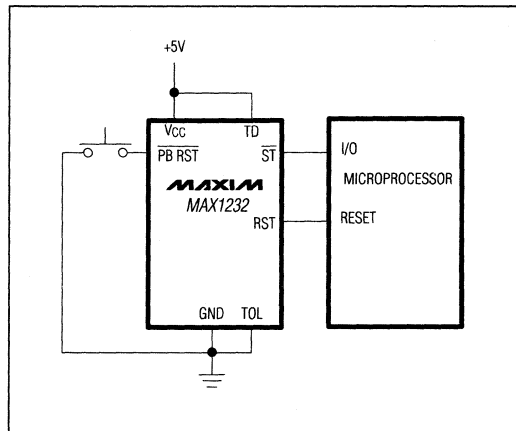 +5V
VCC TD
PB RST ST I/O
MICROPROCESSOR
MAXIM
MAX1232
RST RESET
GND TOL